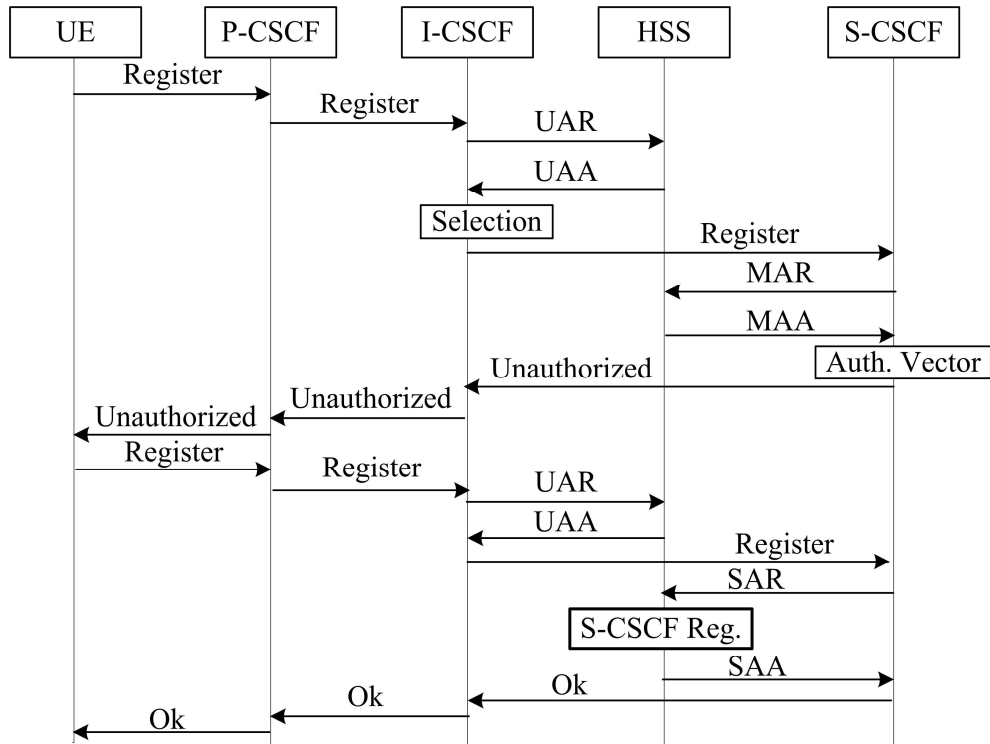 UE P-CSCF I-CSCF HSS S-CSCF
Register
Register
UAR
UAA
Selection
Register
MAR
MAA
Auth. Vector
Unauthorized
Unauthorized
Unauthorized
Register
Register
UAR
UAA
Register
SAR
S-CSCF Reg.
SAA
Ok
Ok
Ok